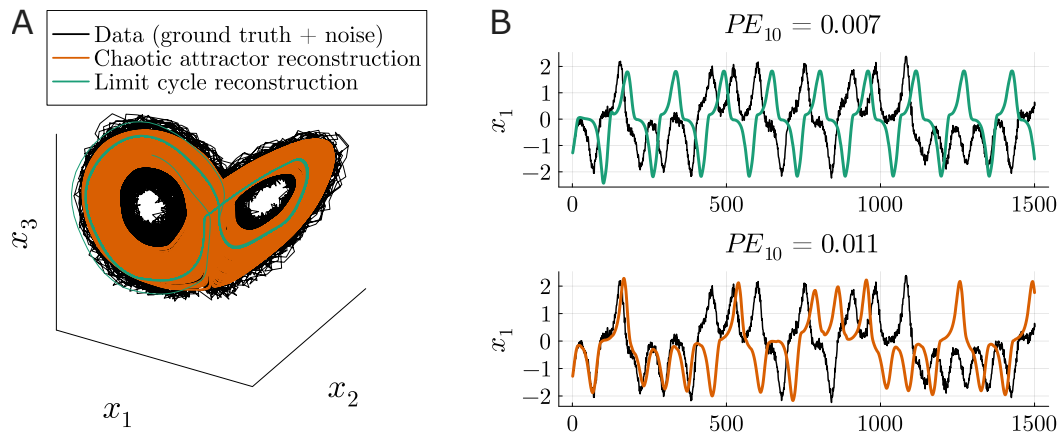 A
Data (ground truth + noise)
Chaotic attractor reconstruction
Limit cycle reconstruction
x3
x1
x2
B
PE10 = 0.007
x1
2
1
0
−1
−2
0 500 1000 1500
PE10 = 0.011
x1
2
1
0
−1
−2
0 500 1000 1500